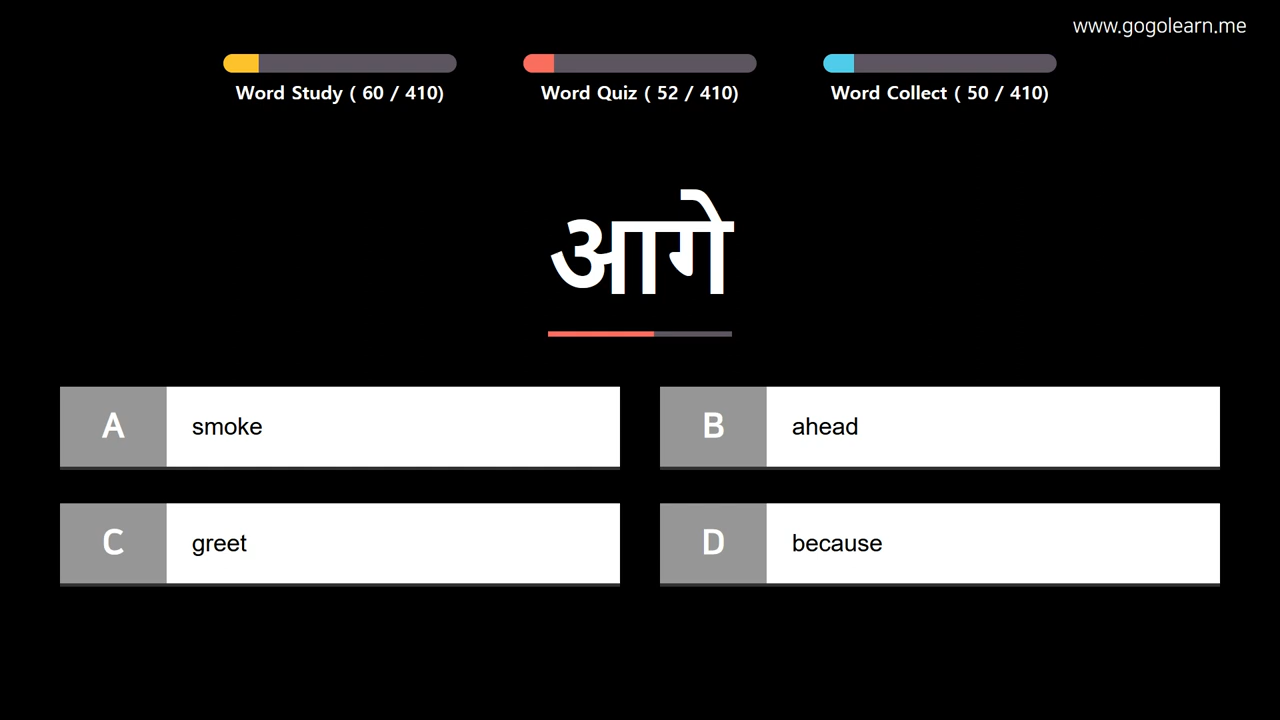 www.gogolearn.me
Word Study ( 60 / 410)
Word Quiz ( 52 / 410)
Word Collect ( 50 / 410)
आगे
A smoke
B ahead
C greet
D because